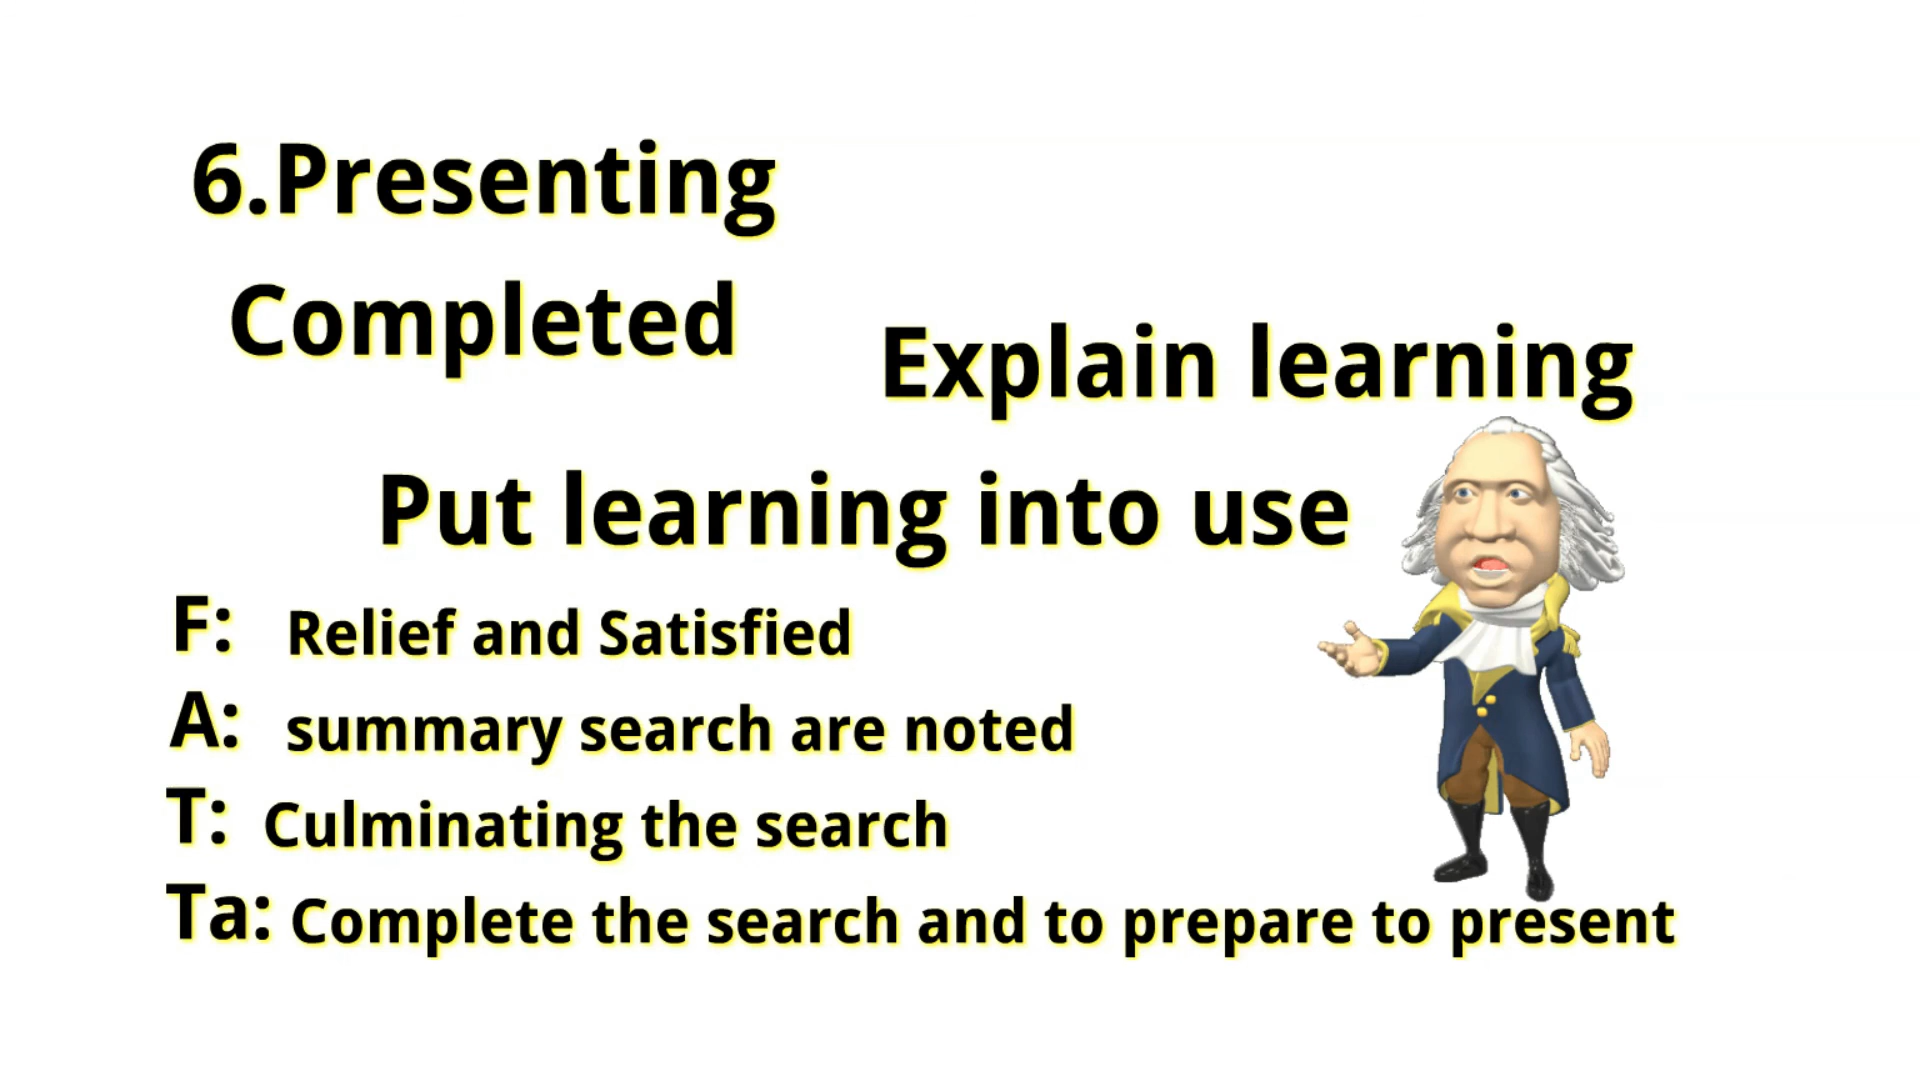 6.Presenting
Completed
Explain learning
Put learning into use
F: Relief and Satisfied
A: summary search are noted
T: Culminating the search
Ta: Complete the search and to prepare to present